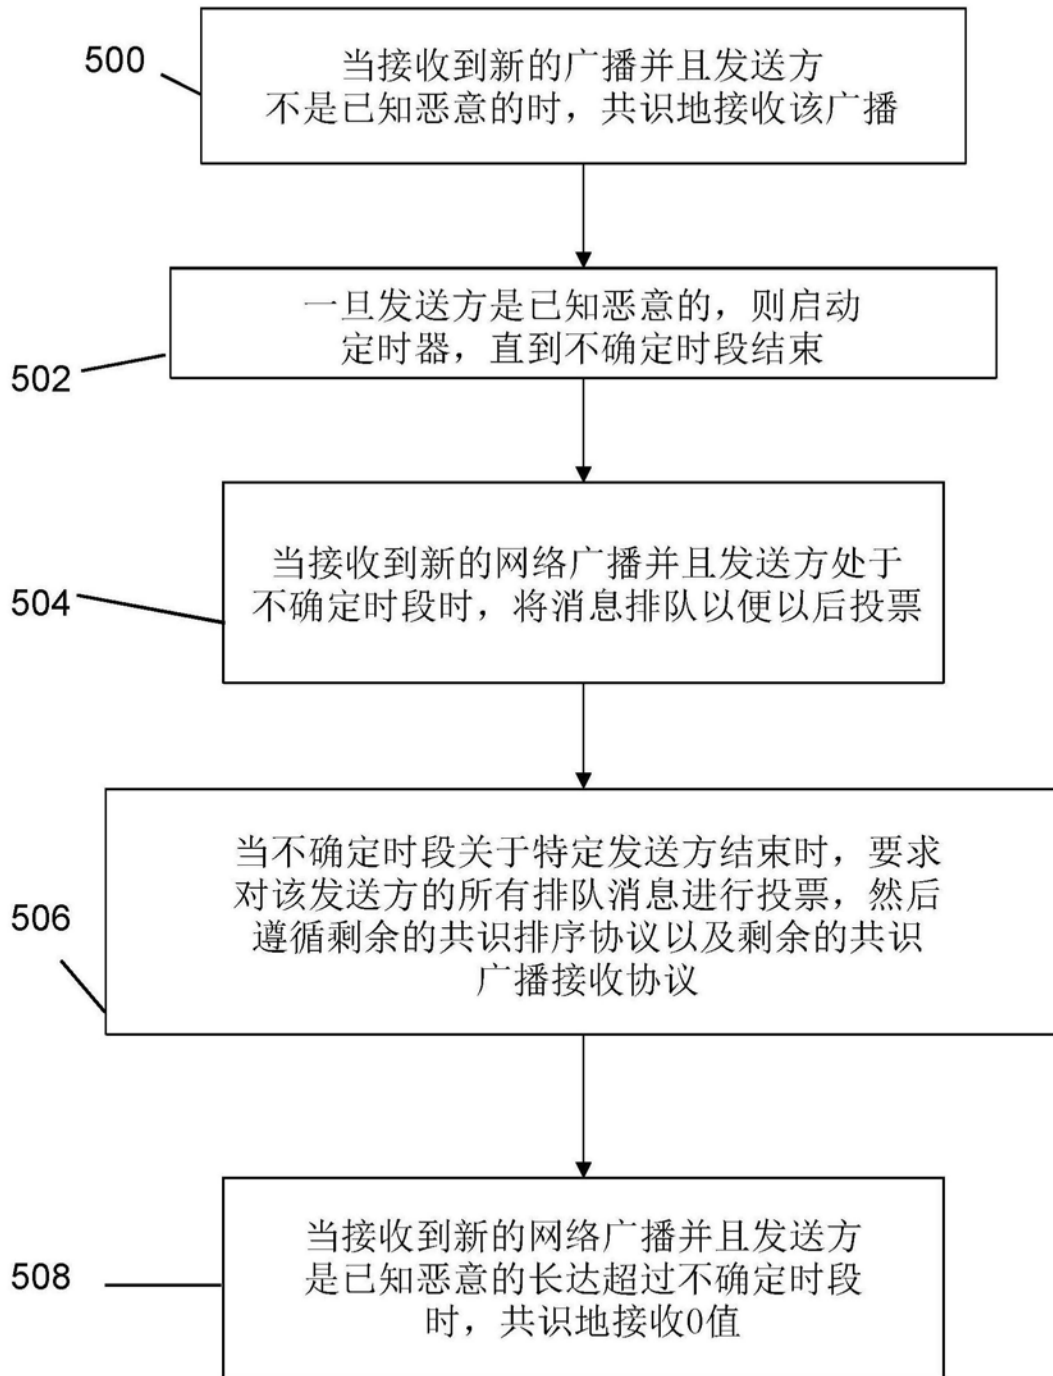 500
当接收到新的广播并且发送方
不是已知恶意的时，共识地接收该广播
502
一旦发送方是已知恶意的，则启动
定时器，直到不确定时段结束
504
当接收到新的网络广播并且发送方处于
不确定时段时，将消息排队以便以后投票
506
当不确定时段关于特定发送方结束时，要求
对该发送方的所有排队消息进行投票，然后
遵循剩余的共识排序协议以及剩余的共识
广播接收协议
508
当接收到新的网络广播并且发送方
是已知恶意的长达超过不确定时段
时，共识地接收0值